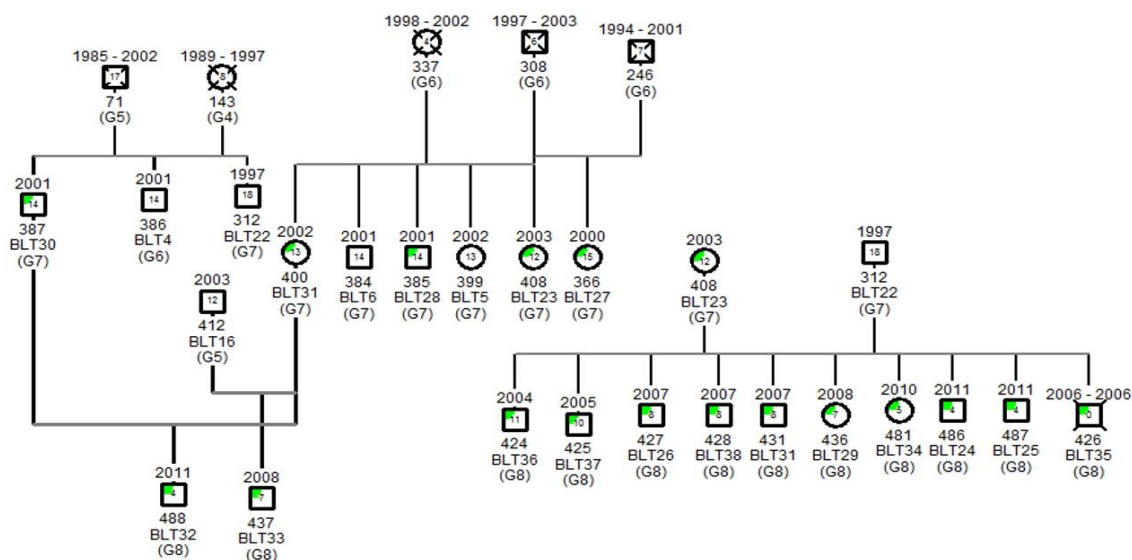 1985 - 2002
17
71
(G5)
1989 - 1997
8
143
(G4)
1998 - 2002
4
337
(G6)
1997 - 2003
6
308
(G6)
1994 - 2001
7
246
(G6)
2001
14
387
BLT30
(G7)
2001
14
386
BLT4
(G6)
1997
18
312
BLT22
(G7)
2002
13
400
BLT31
(G7)
2001
14
384
BLT6
(G7)
2001
14
385
BLT28
(G7)
2002
13
399
BLT5
(G7)
2003
12
408
BLT23
(G7)
2000
15
366
BLT27
(G7)
2003
12
408
BLT23
(G7)
1997
18
312
BLT22
(G7)
2003
12
412
BLT16
(G5)
2004
11
424
BLT36
(G8)
2005
10
425
BLT37
(G8)
2007
8
427
BLT26
(G8)
2007
8
428
BLT38
(G8)
2007
8
431
BLT31
(G8)
2008
7
436
BLT29
(G8)
2010
5
481
BLT34
(G8)
2011
4
486
BLT24
(G8)
2011
4
487
BLT25
(G8)
2006 - 2006
0
426
BLT35
(G8)
2011
4
488
BLT32
(G8)
2008
7
437
BLT33
(G8)